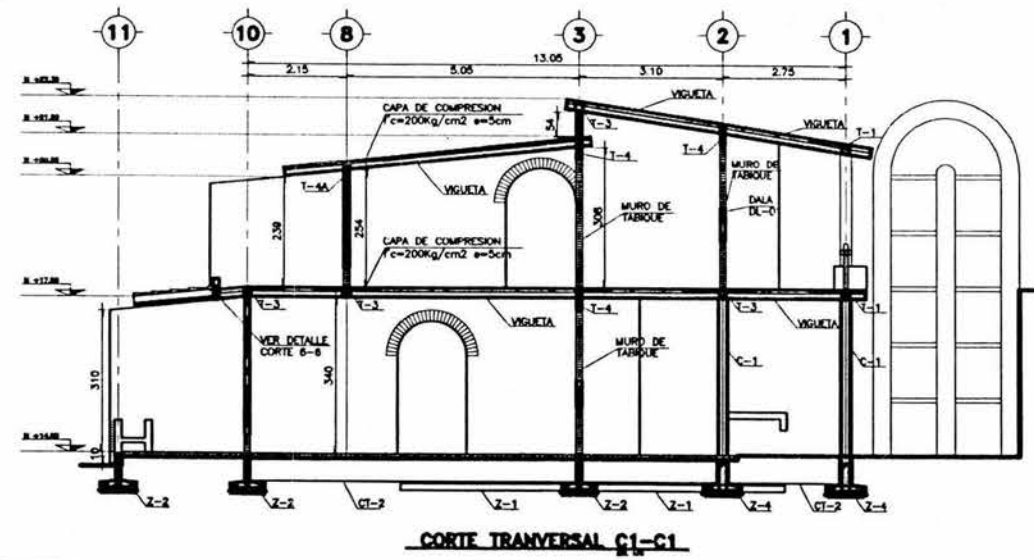 11 10 8 3 2 1
13.05
2.15 5.05 3.10 2.75
VIGUETA
CAPA DE COMPRESION
f'c=200Kg/cm2 e=5cm
54
T-3
VIGUETA
T-1
T-4
T-4
MURO DE
TABIQUE
T-4A
VIGUETA
DALA
DL-D
MURO DE
TABIQUE
239
254
308
CAPA DE COMPRESION
f'c=200Kg/cm2 e=5cm
T-3
T-3
T-4
T-3
T-1
VIGUETA
VIGUETA
VER DETALLE
CORTE 6-6
MURO DE
TABIQUE
C-1
C-1
310
340
10
Z-2
Z-2
CT-2
Z-1
Z-2
Z-1
Z-4
CT-2
Z-4
CORTE TRANVERSAL C1-C1